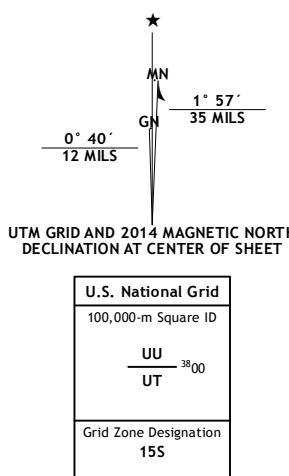 ★
MN
1° 57´
35 MILS
GN
0° 40´
12 MILS
UTM GRID AND 2014 MAGNETIC NORTH
DECLINATION AT CENTER OF SHEET
U.S. National Grid
100,000-m Square ID
UU
3800
UT
Grid Zone Designation
15S